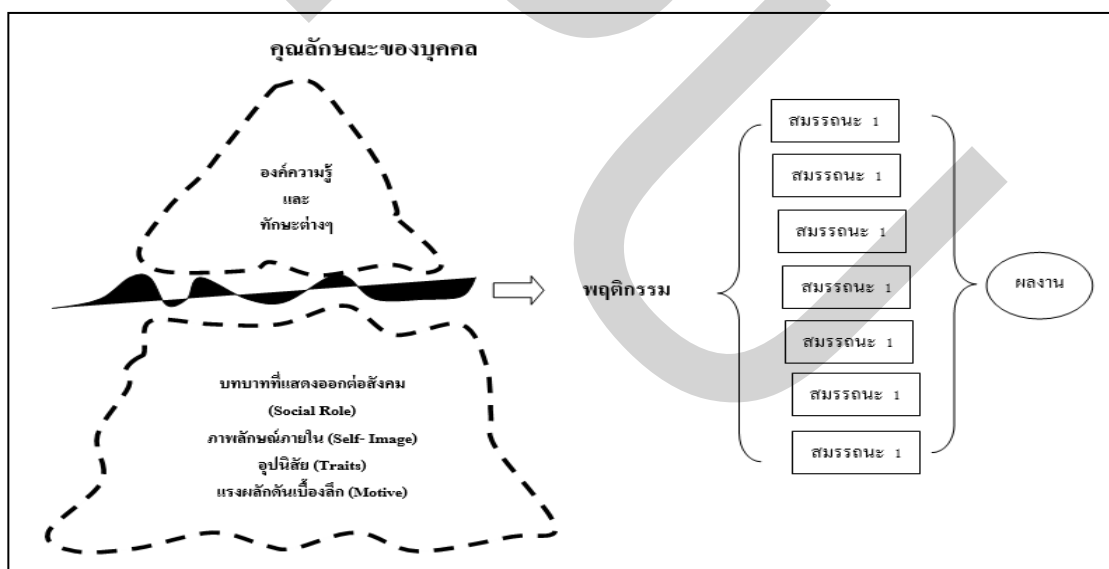 คุณลักษณะของบุคคล
องค์ความรู้
และ
ทักษะต่างๆ
บทบาทที่แสดงออกต่อสังคม
(Social Role)
ภาพลักษณ์ภายใน (Self- Image)
อุปนิสัย (Traits)
แรงผลักดันเบื้องลึก (Motive)
พฤติกรรม
สมรรถนะ 1
สมรรถนะ 1
สมรรถนะ 1
สมรรถนะ 1
สมรรถนะ 1
สมรรถนะ 1
สมรรถนะ 1
ผลงาน